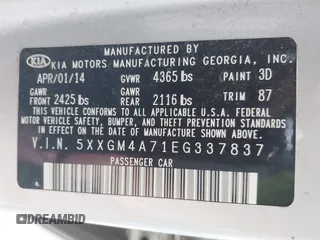 MANUFACTURED BY
KIA KIA MOTORS MANUFACTURING GEORGIA, INC.
APR/01/14 GVWR 4365 lbs PAINT 3D
GAWR FRONT 2425 lbs GAWR REAR 2116 lbs TRIM 87
THIS VEHICLE CONFORMS TO ALL APPLICABLE U.S.A. FEDERAL MOTOR VEHICLE
SAFETY, BUMPER AND THEFT PREVENTION STANDARDS IN EFFECT ON THE DATE OF MANUFACTURE SHOWN ABOVE.
V.I.N. 5XXGM4A71EG337837
PASSENGER CAR
DREAMBID